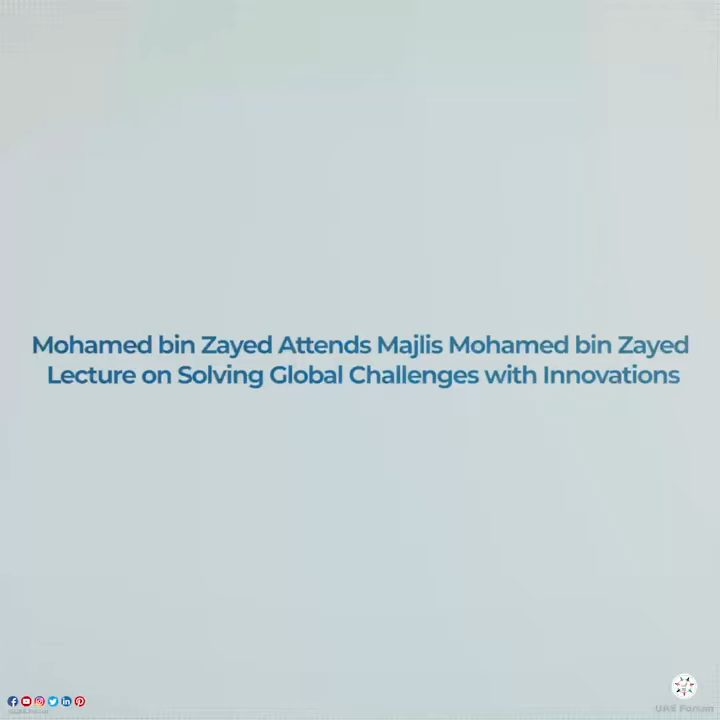 Mohamed bin Zayed Attends Majlis Mohamed bin Zayed
Lecture on Solving Global Challenges with Innovations
UAE Forum